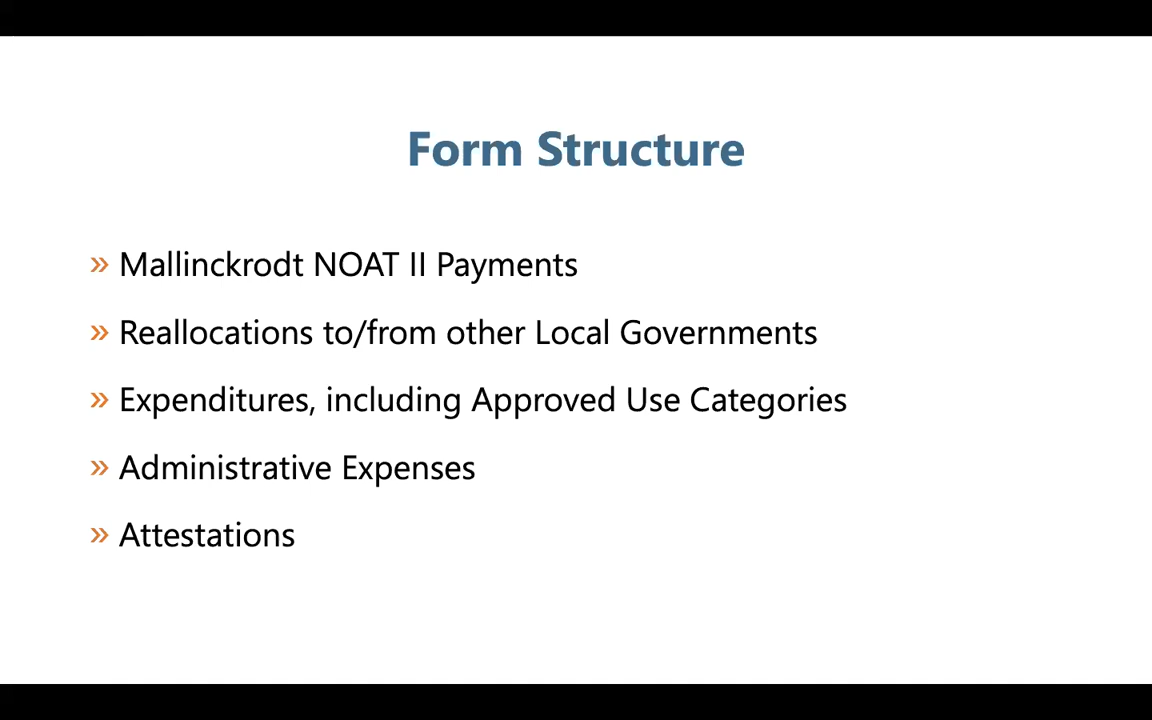 Form Structure
» Mallinckrodt NOAT II Payments
» Reallocations to/from other Local Governments
» Expenditures, including Approved Use Categories
» Administrative Expenses
» Attestations